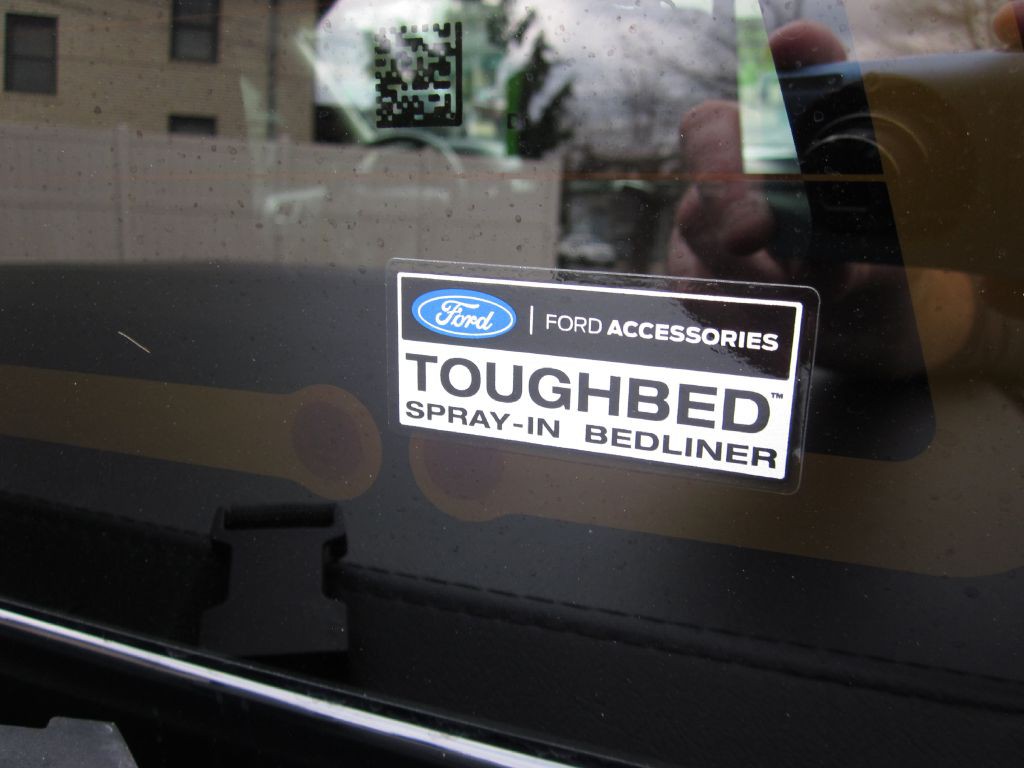 Ford | FORD ACCESSORIES
TOUGHBED™
SPRAY-IN BEDLINER